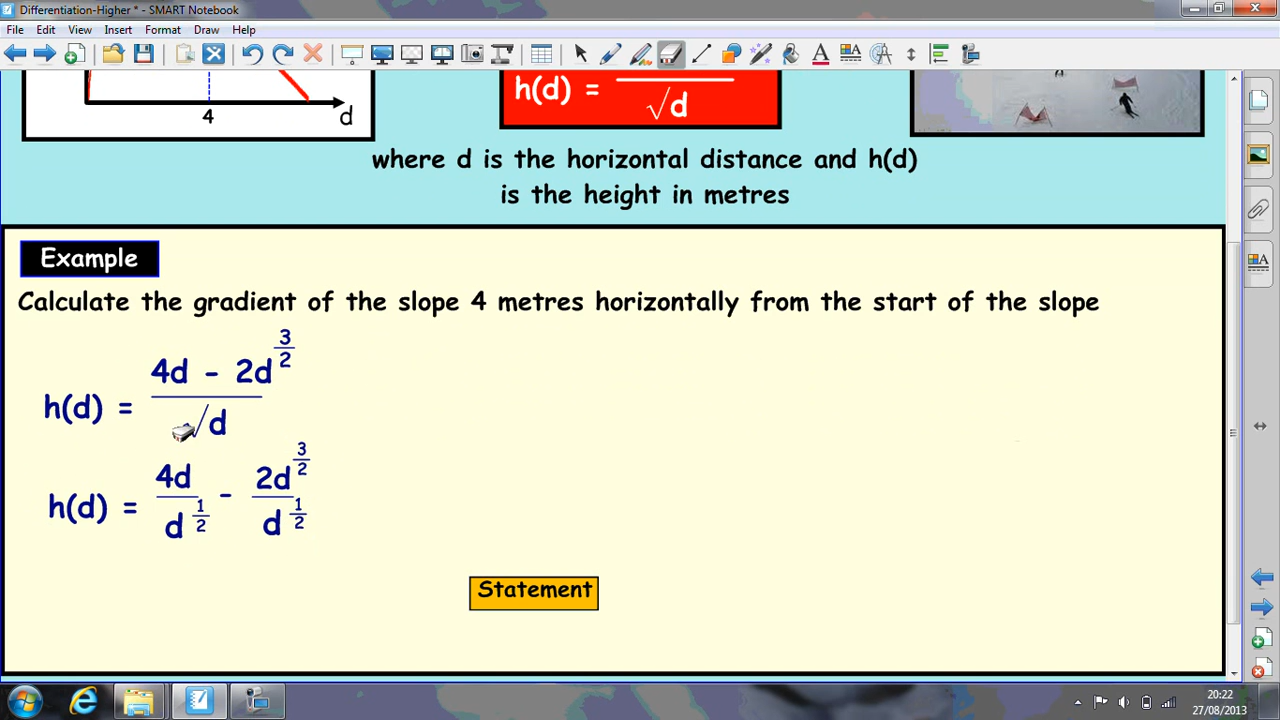 Differentiation-Higher * - SMART Notebook
File Edit View Insert Format Draw Help
4 d
h(d) = √d
where d is the horizontal distance and h(d)
is the height in metres
Example
Calculate the gradient of the slope 4 metres horizontally from the start of the slope
h(d) = (4d - 2d^(3/2)) / √d
h(d) = 4d / d^(1/2) - 2d^(3/2) / d^(1/2)
Statement
20:22
27/08/2013